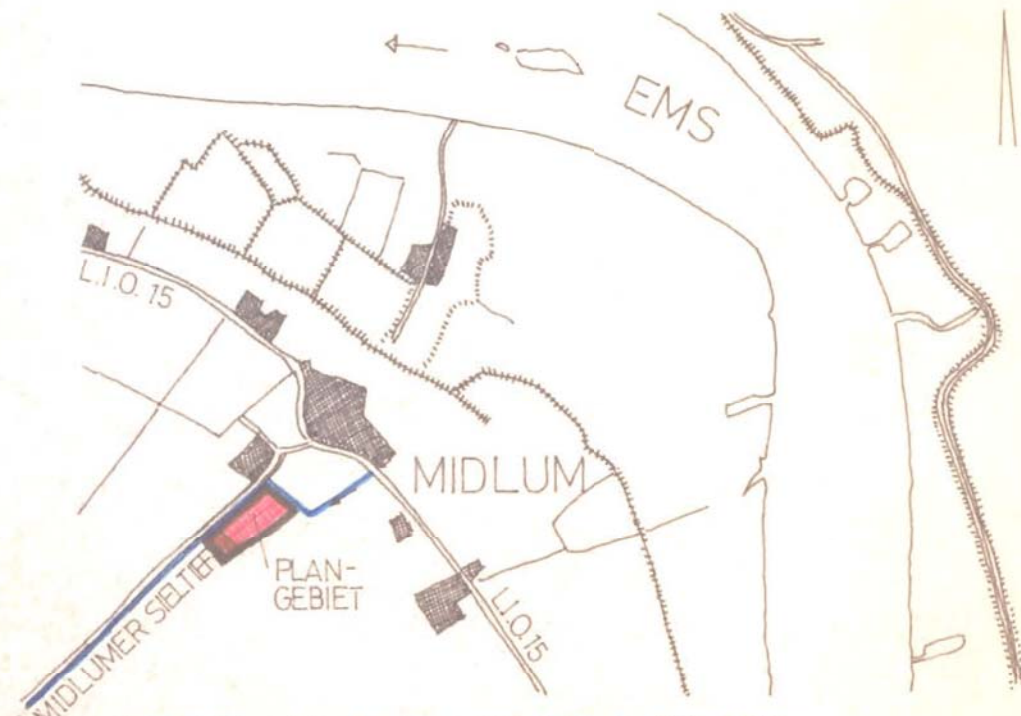 EMS
L.I.O. 15
MIDLUM
PLAN-
GEBIET
MIDLUMER SIELTIEF
L.I.O.15